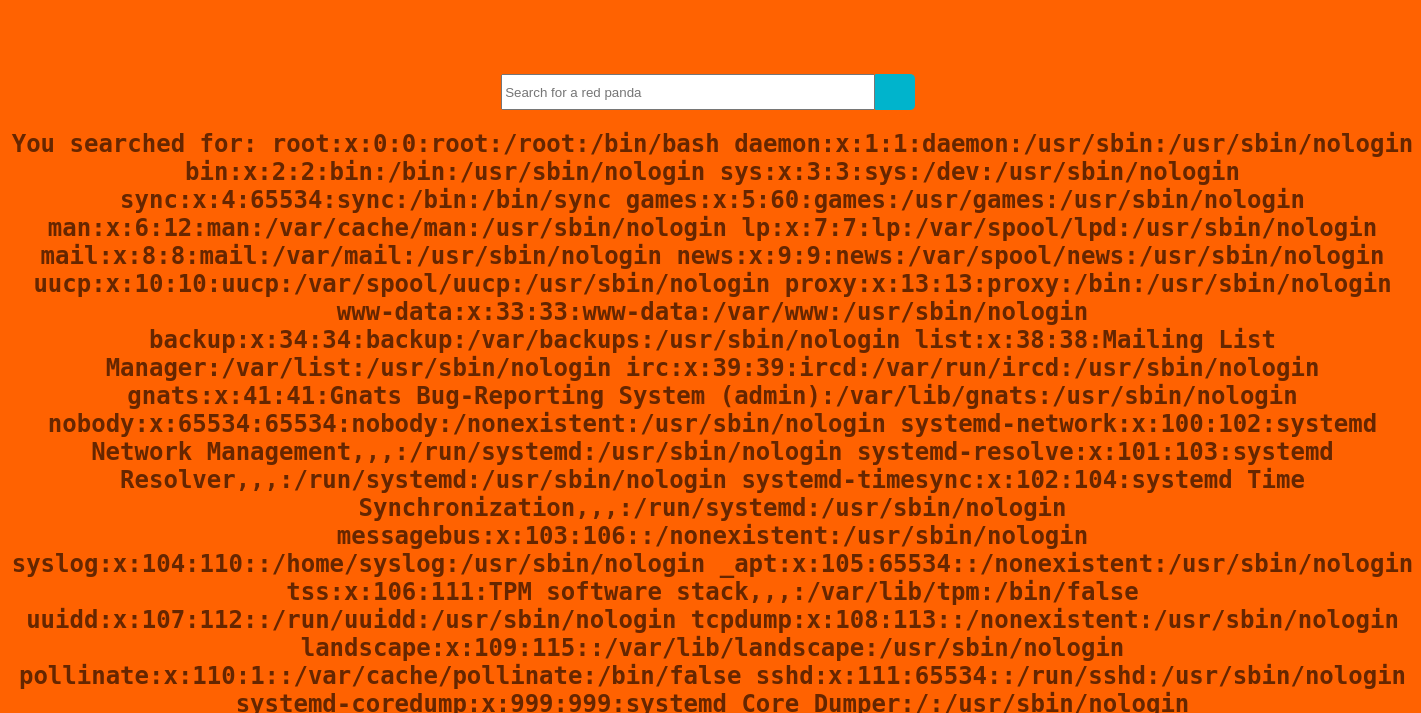 Search for a red panda
You searched for: root:x:0:0:root:/root:/bin/bash daemon:x:1:1:daemon:/usr/sbin:/usr/sbin/nologin
bin:x:2:2:bin:/bin:/usr/sbin/nologin sys:x:3:3:sys:/dev:/usr/sbin/nologin
sync:x:4:65534:sync:/bin:/bin/sync games:x:5:60:games:/usr/games:/usr/sbin/nologin
man:x:6:12:man:/var/cache/man:/usr/sbin/nologin lp:x:7:7:lp:/var/spool/lpd:/usr/sbin/nologin
mail:x:8:8:mail:/var/mail:/usr/sbin/nologin news:x:9:9:news:/var/spool/news:/usr/sbin/nologin
uucp:x:10:10:uucp:/var/spool/uucp:/usr/sbin/nologin proxy:x:13:13:proxy:/bin:/usr/sbin/nologin
www-data:x:33:33:www-data:/var/www:/usr/sbin/nologin
backup:x:34:34:backup:/var/backups:/usr/sbin/nologin list:x:38:38:Mailing List
Manager:/var/list:/usr/sbin/nologin irc:x:39:39:ircd:/var/run/ircd:/usr/sbin/nologin
gnats:x:41:41:Gnats Bug-Reporting System (admin):/var/lib/gnats:/usr/sbin/nologin
nobody:x:65534:65534:nobody:/nonexistent:/usr/sbin/nologin systemd-network:x:100:102:systemd
Network Management,,,:/run/systemd:/usr/sbin/nologin systemd-resolve:x:101:103:systemd
Resolver,,,:/run/systemd:/usr/sbin/nologin systemd-timesync:x:102:104:systemd Time
Synchronization,,,:/run/systemd:/usr/sbin/nologin
messagebus:x:103:106::/nonexistent:/usr/sbin/nologin
syslog:x:104:110::/home/syslog:/usr/sbin/nologin _apt:x:105:65534::/nonexistent:/usr/sbin/nologin
tss:x:106:111:TPM software stack,,,:/var/lib/tpm:/bin/false
uuidd:x:107:112::/run/uuidd:/usr/sbin/nologin tcpdump:x:108:113::/nonexistent:/usr/sbin/nologin
landscape:x:109:115::/var/lib/landscape:/usr/sbin/nologin
pollinate:x:110:1::/var/cache/pollinate:/bin/false sshd:x:111:65534::/run/sshd:/usr/sbin/nologin
systemd-coredump:x:999:999:systemd Core Dumper:/:/usr/sbin/nologin